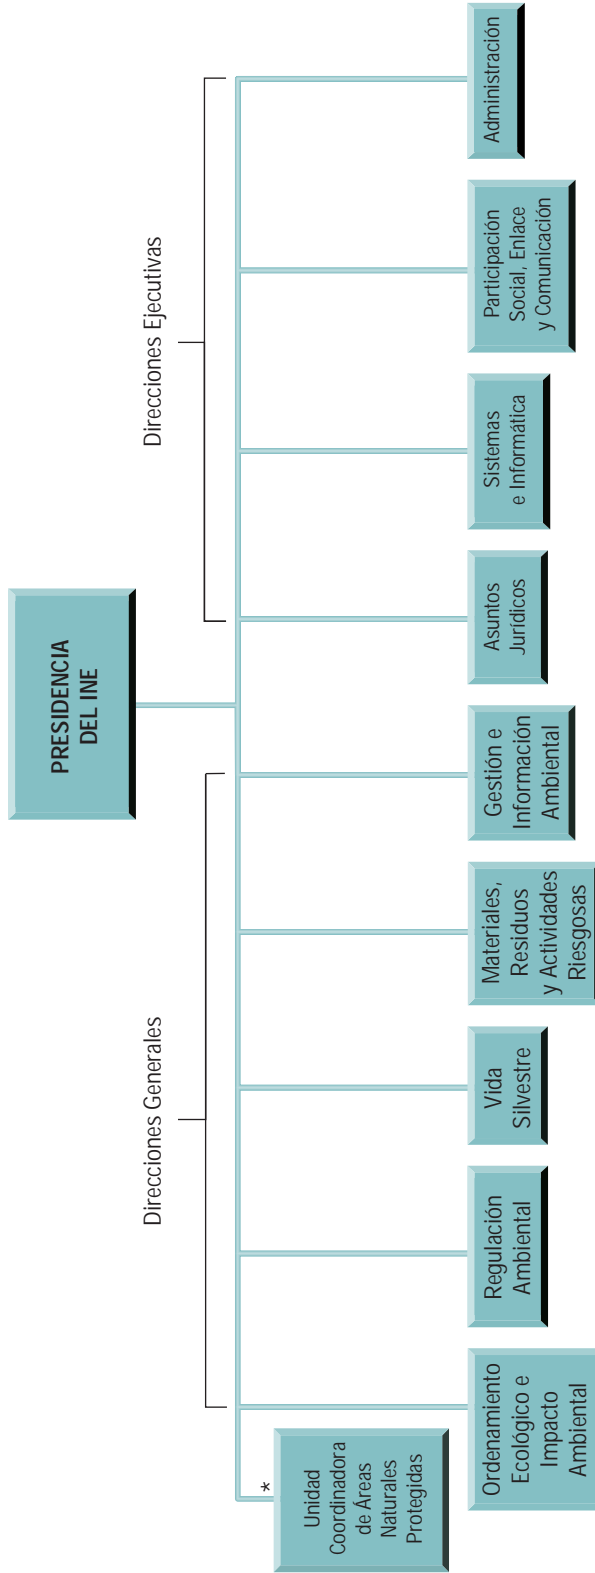 PRESIDENCIA
DEL INE
Direcciones Generales
Direcciones Ejecutivas
*
Unidad
Coordinadora
de Áreas
Naturales
Protegidas
Ordenamiento
Ecológico e
Impacto
Ambiental
Regulación
Ambiental
Vida
Silvestre
Materiales,
Residuos
y Actividades
Riesgosas
Gestión e
Información
Ambiental
Asuntos
Jurídicos
Sistemas
e Informática
Participación
Social, Enlace
y Comunicación
Administración